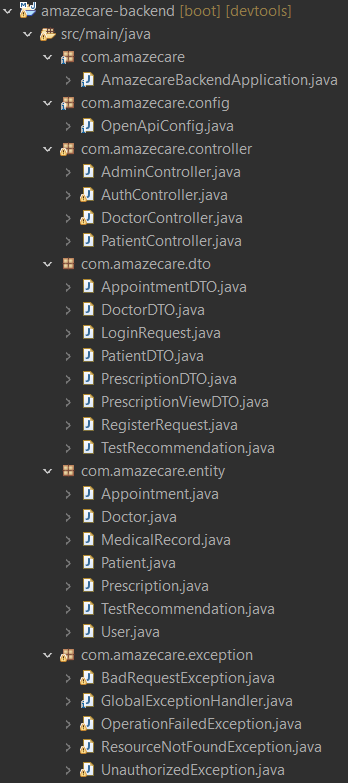 amazecare-backend [boot] [devtools]
src/main/java
com.amazecare
AmazecareBackendApplication.java
com.amazecare.config
OpenApiConfig.java
com.amazecare.controller
AdminController.java
AuthController.java
DoctorController.java
PatientController.java
com.amazecare.dto
AppointmentDTO.java
DoctorDTO.java
LoginRequest.java
PatientDTO.java
PrescriptionDTO.java
PrescriptionViewDTO.java
RegisterRequest.java
TestRecommendation.java
com.amazecare.entity
Appointment.java
Doctor.java
MedicalRecord.java
Patient.java
Prescription.java
TestRecommendation.java
User.java
com.amazecare.exception
BadRequestException.java
GlobalExceptionHandler.java
OperationFailedException.java
ResourceNotFoundException.java
UnauthorizedException.java